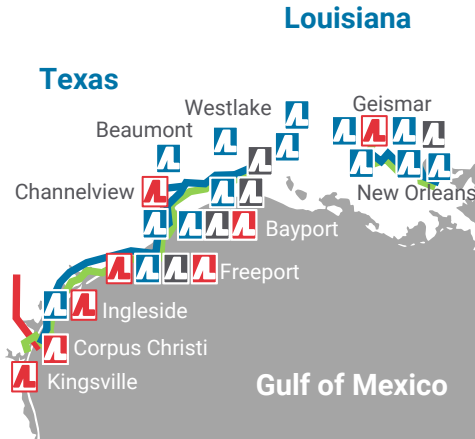 Louisiana
Texas
Westlake
Geismar
Beaumont
Channelview
New Orleans
Bayport
Freeport
Ingleside
Corpus Christi
Kingsville
Gulf of Mexico